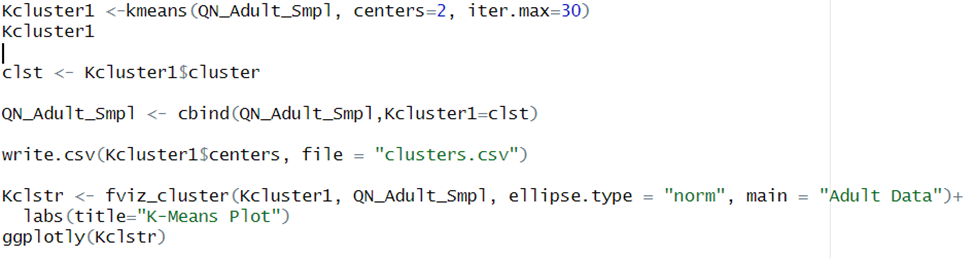 Kcluster1 <-kmeans(QN_Adult_Smpl, centers=2, iter.max=30)
Kcluster1
clst <- Kcluster1$cluster
QN_Adult_Smpl <- cbind(QN_Adult_Smpl,Kcluster1=clst)
write.csv(Kcluster1$centers, file = "clusters.csv")
Kclstr <- fviz_cluster(Kcluster1, QN_Adult_Smpl, ellipse.type = "norm", main = "Adult Data")+
  labs(title="K-Means Plot")
ggplotly(Kclstr)